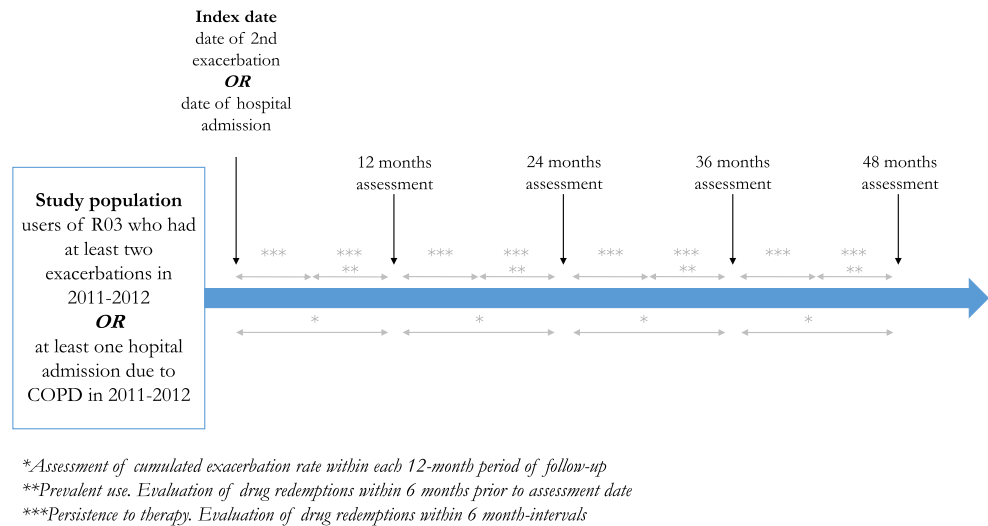 Index date
date of 2nd
exacerbation
OR
date of hospital
admission
12 months
assessment
24 months
assessment
36 months
assessment
48 months
assessment
Study population
users of R03 who had
at least two
exacerbations in
2011-2012
OR
at least one hopital
admission due to
COPD in 2011-2012
*** *** *** *** *** *** *** ***
** ** ** **
* * * *
*Assessment of cumulated exacerbation rate within each 12-month period of follow-up
**Prevalent use. Evaluation of drug redemptions within 6 months prior to assessment date
***Persistence to therapy. Evaluation of drug redemptions within 6 month-intervals